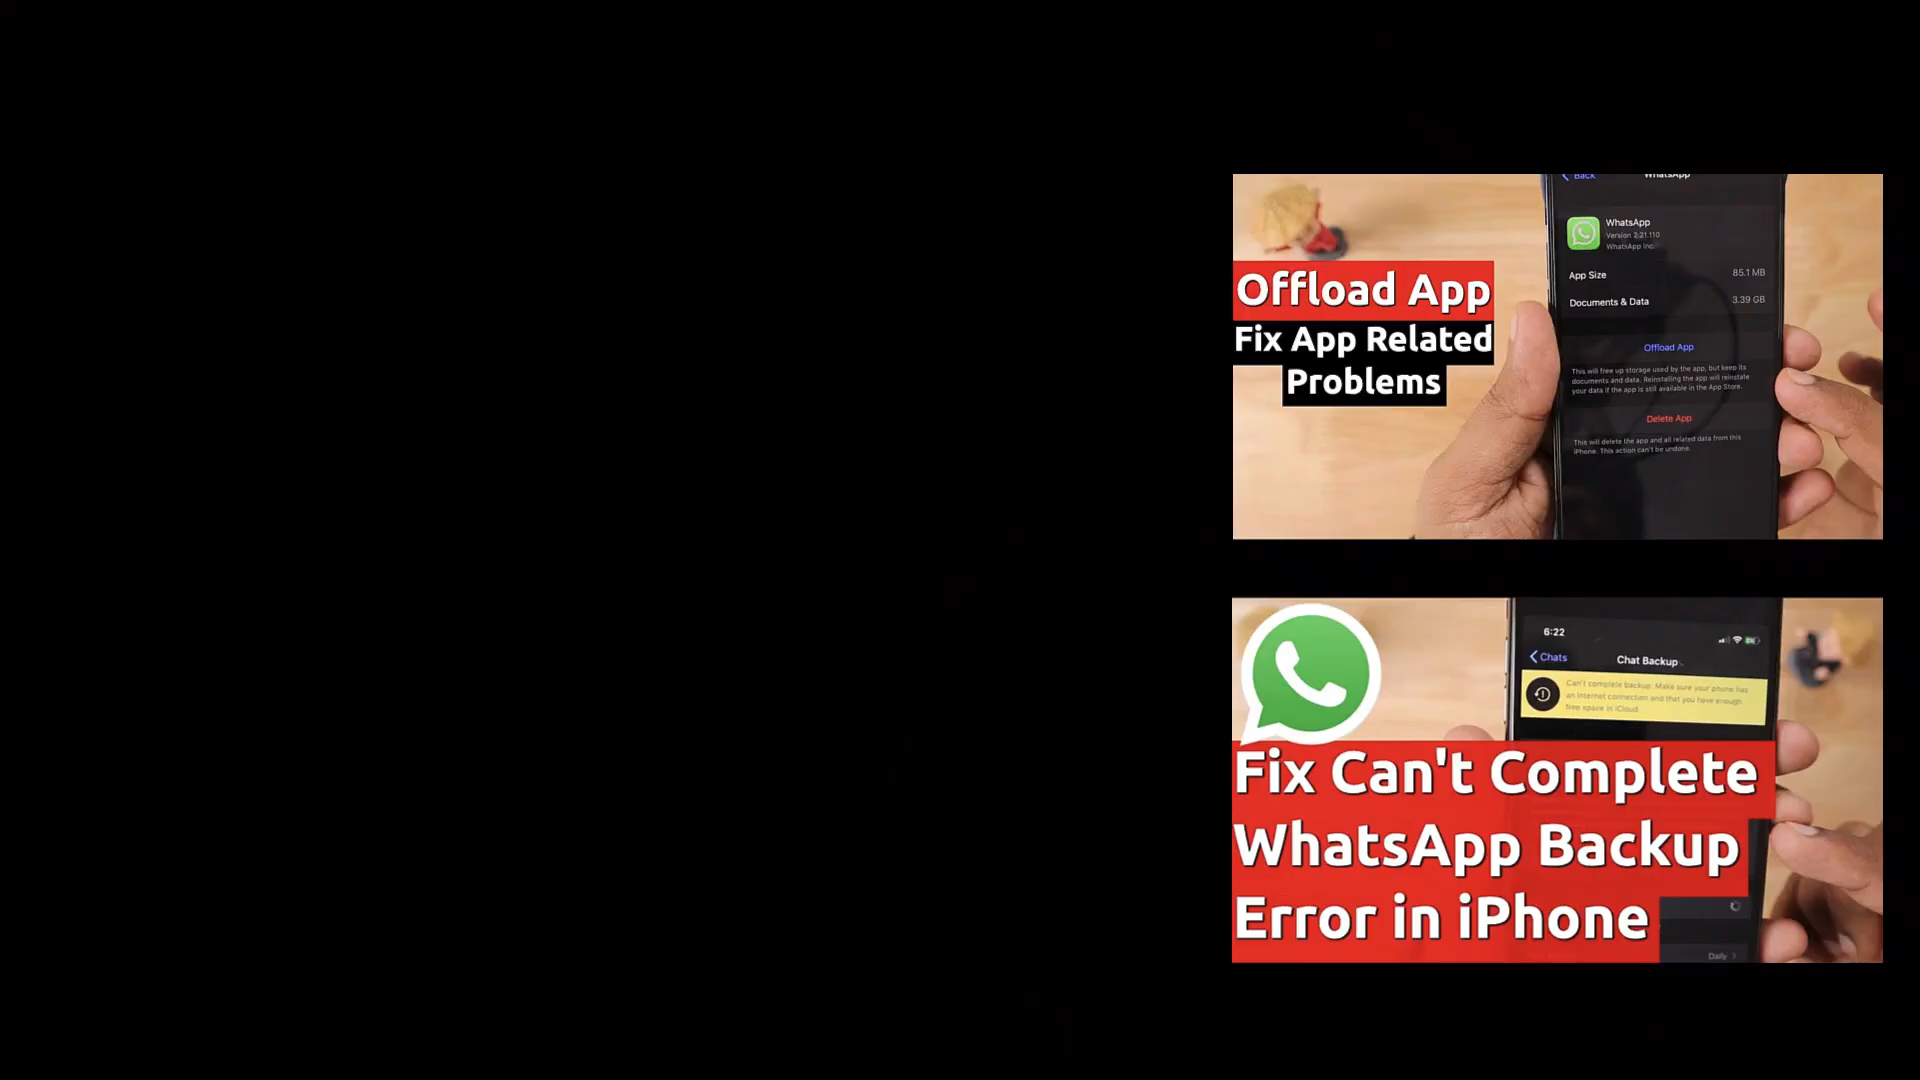 Back
WhatsApp
WhatsApp
Version 2.21.110
WhatsApp Inc.
App Size
85.1 MB
Documents & Data
3.39 GB
Offload App
This will free up storage used by the app, but keep its
documents and data. Reinstalling the app will reinstate
your data if the app is still available in the App Store.
Delete App
This will delete the app and all related data from this
iPhone. This action can't be undone.
Offload App
Fix App Related
Problems
6:22
Chats
Chat Backup
Can't complete backup. Make sure your phone has
an internet connection and that you have enough
free space in iCloud.
Fix Can't Complete
WhatsApp Backup
Error in iPhone
Daily